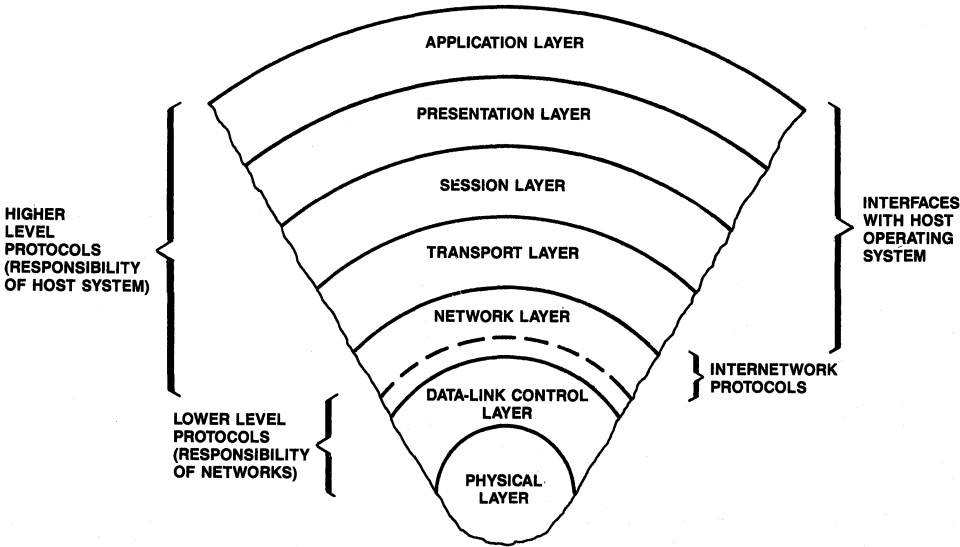 APPLICATION LAYER
PRESENTATION LAYER
SESSION LAYER
TRANSPORT LAYER
NETWORK LAYER
DATA-LINK CONTROL
LAYER
PHYSICAL
LAYER
HIGHER
LEVEL
PROTOCOLS
(RESPONSIBILITY
OF HOST SYSTEM)
LOWER LEVEL
PROTOCOLS
(RESPONSIBILITY
OF NETWORKS)
INTERFACES
WITH HOST
OPERATING
SYSTEM
INTERNETWORK
PROTOCOLS